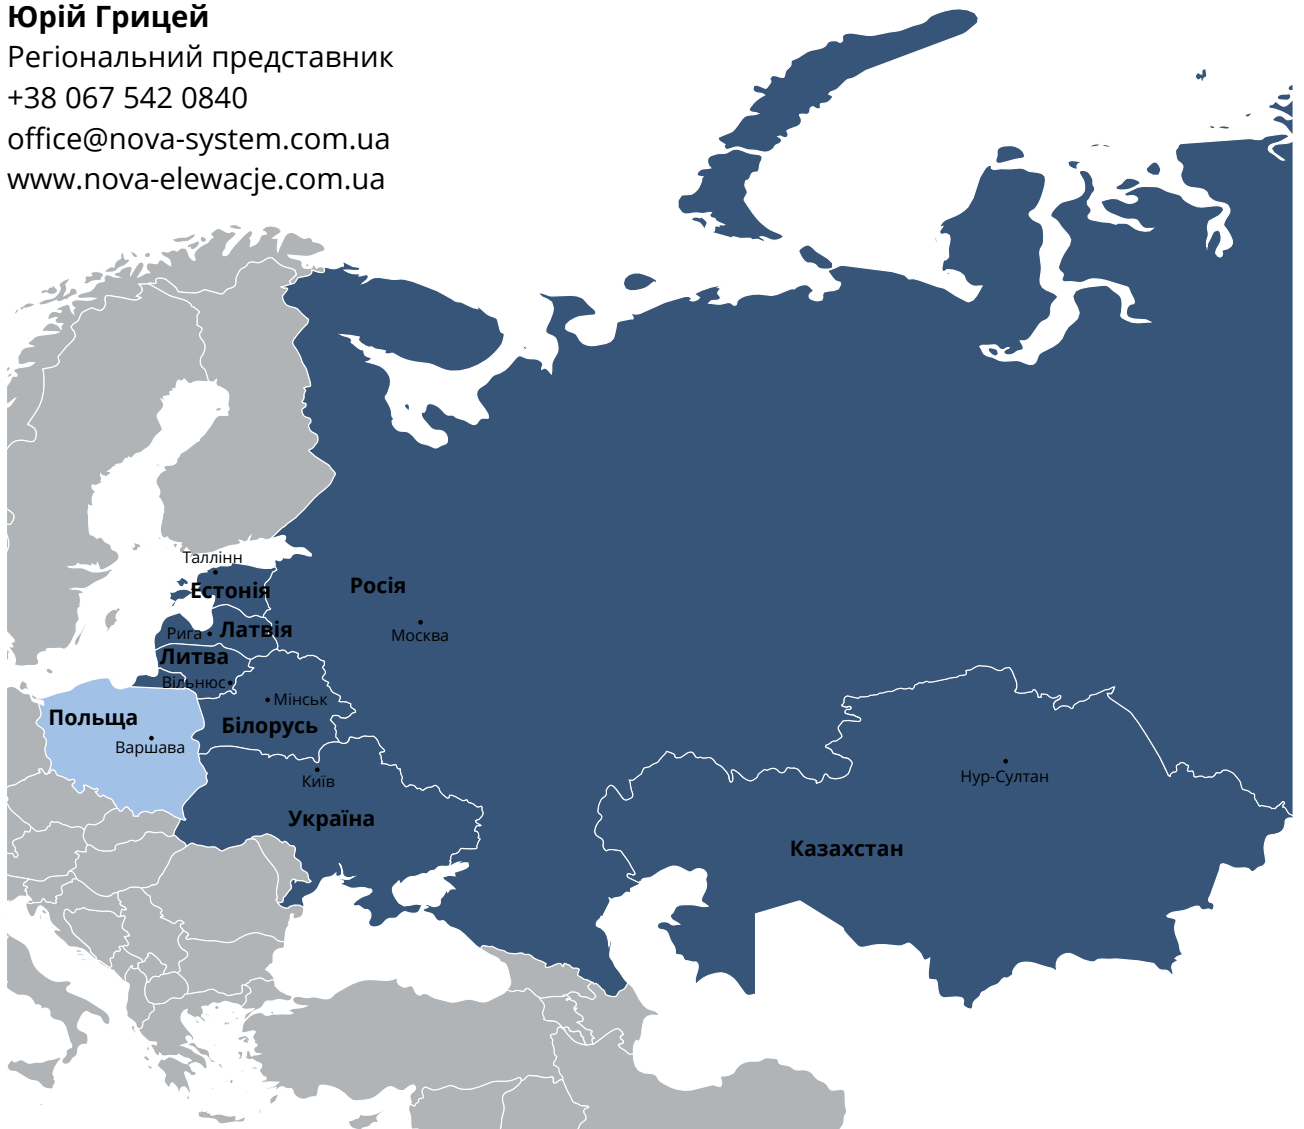 Юрій Грицей
Регіональний представник
+38 067 542 0840
office@nova-system.com.ua
www.nova-elewacje.com.ua
Таллінн
Естонія
Росія
Москва
Рига
Латвія
Литва
Вільнюс
Мінськ
Білорусь
Польща
Варшава
Київ
Україна
Нур-Султан
Казахстан